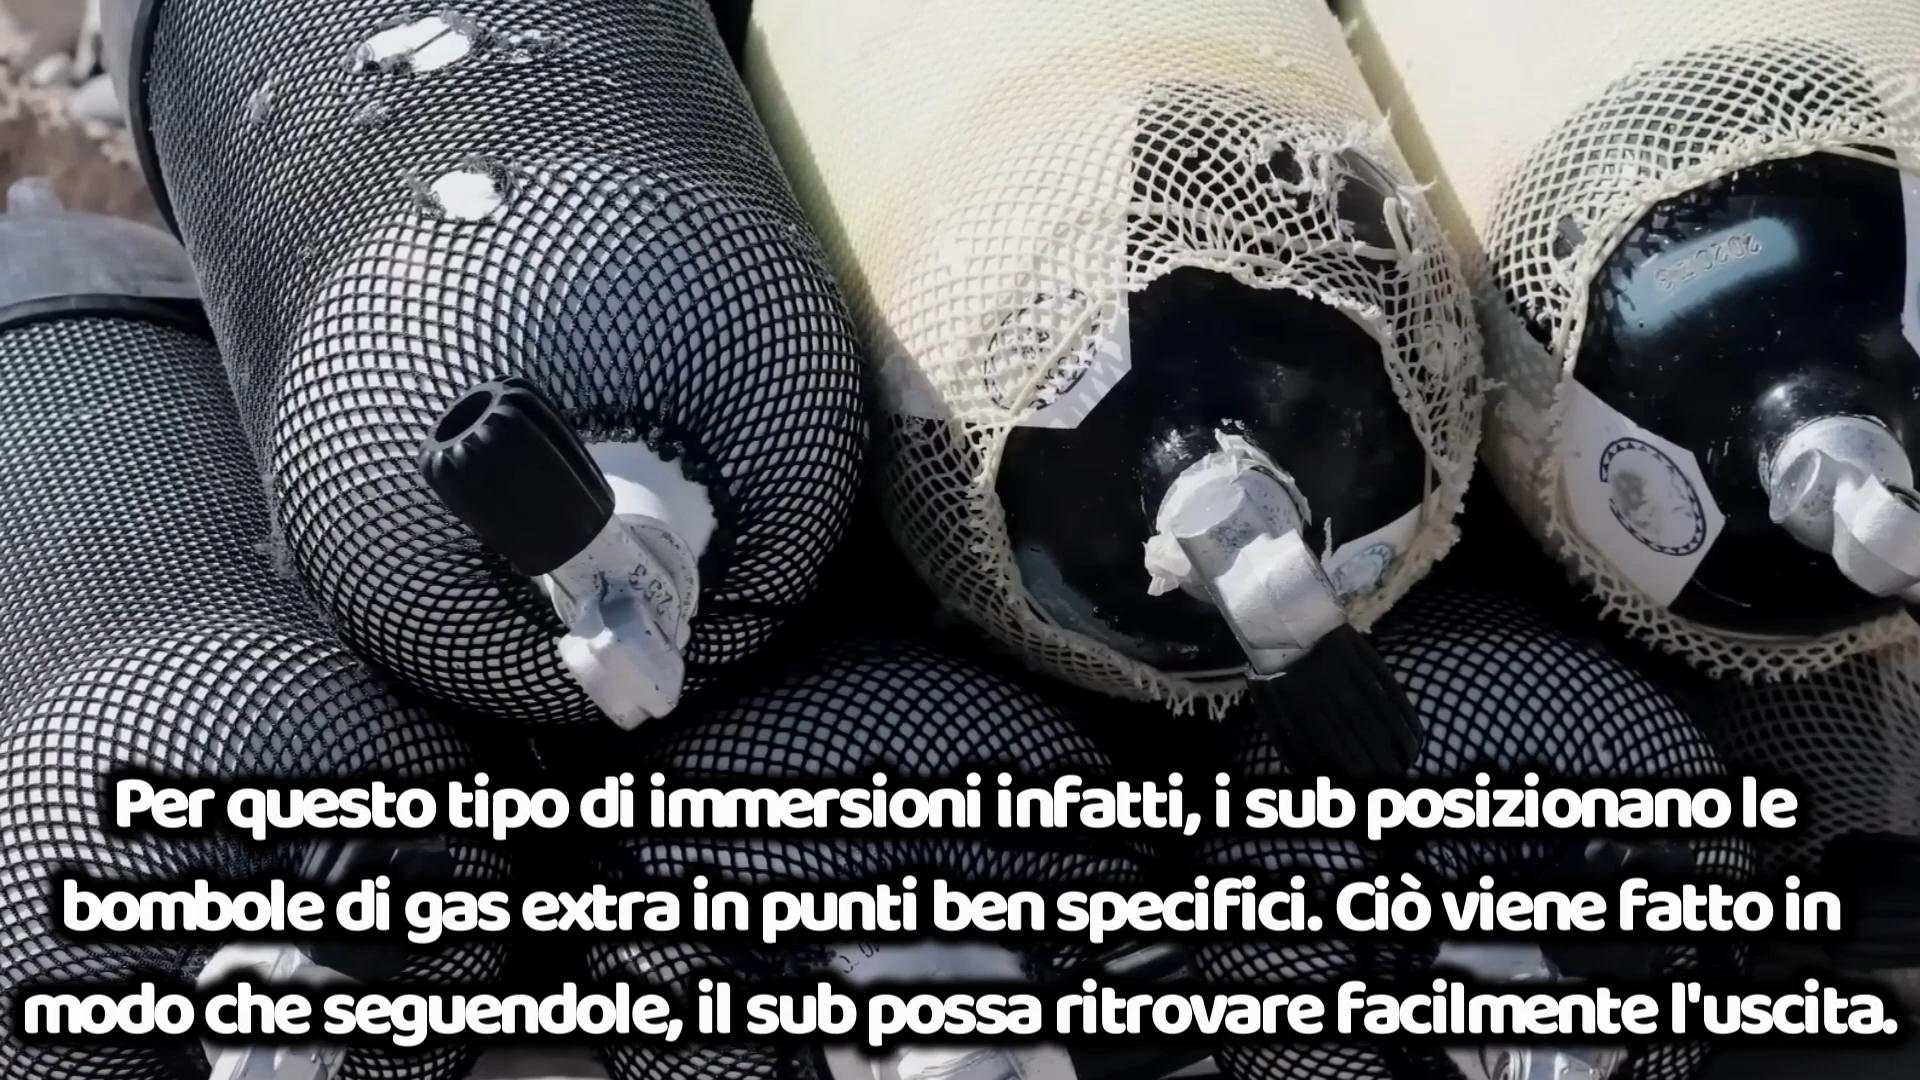 Per questo tipo di immersioni infatti, i sub posizionano le
bombole di gas extra in punti ben specifici. Ciò viene fatto in
modo che seguendole, il sub possa ritrovare facilmente l'uscita.